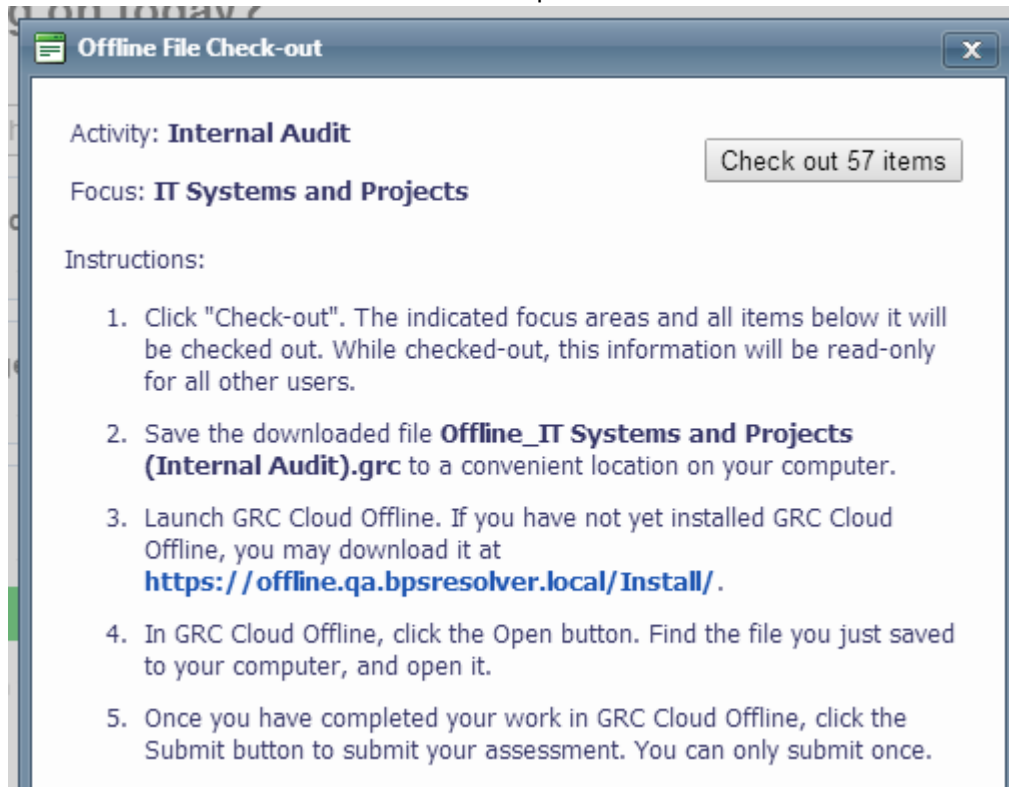 g on today?
Offline File Check-out
Activity: Internal Audit
Check out 57 items
Focus: IT Systems and Projects
Instructions:
1. Click "Check-out". The indicated focus areas and all items below it will
be checked out. While checked-out, this information will be read-only
for all other users.
2. Save the downloaded file Offline_IT Systems and Projects
(Internal Audit).grc to a convenient location on your computer.
3. Launch GRC Cloud Offline. If you have not yet installed GRC Cloud
Offline, you may download it at
https://offline.qa.bpsresolver.local/Install/.
4. In GRC Cloud Offline, click the Open button. Find the file you just saved
to your computer, and open it.
5. Once you have completed your work in GRC Cloud Offline, click the
Submit button to submit your assessment. You can only submit once.